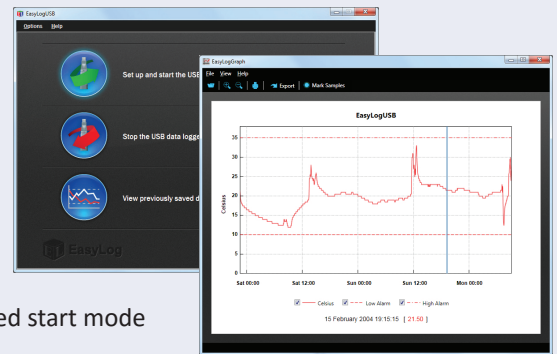 EasyLogUSB
Options Help
Set up and start the USB
Stop the USB data logge
View previously saved d
EasyLog
EasyLogGraph
File View Help
Export Mark Samples
EasyLogUSB
Celsius
35
30
25
20
15
10
5
0
Sat 00:00 Sat 12:00 Sun 00:00 Sun 12:00 Mon 00:00
Celsius Low Alarm High Alarm
15 February 2004 19:15:15 [ 21.50 ]
ed start mode